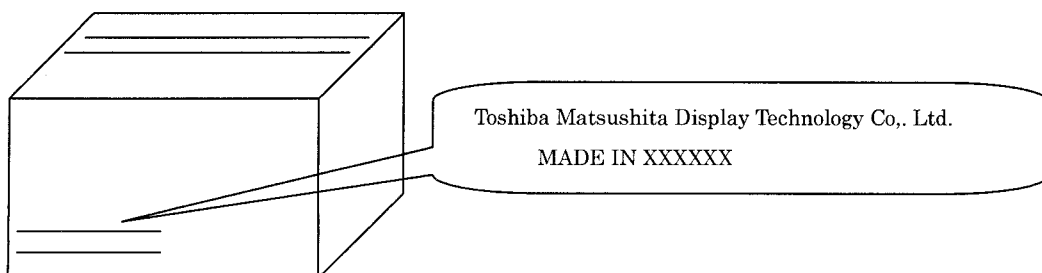 Toshiba Matsushita Display Technology Co,. Ltd.
MADE IN XXXXXX